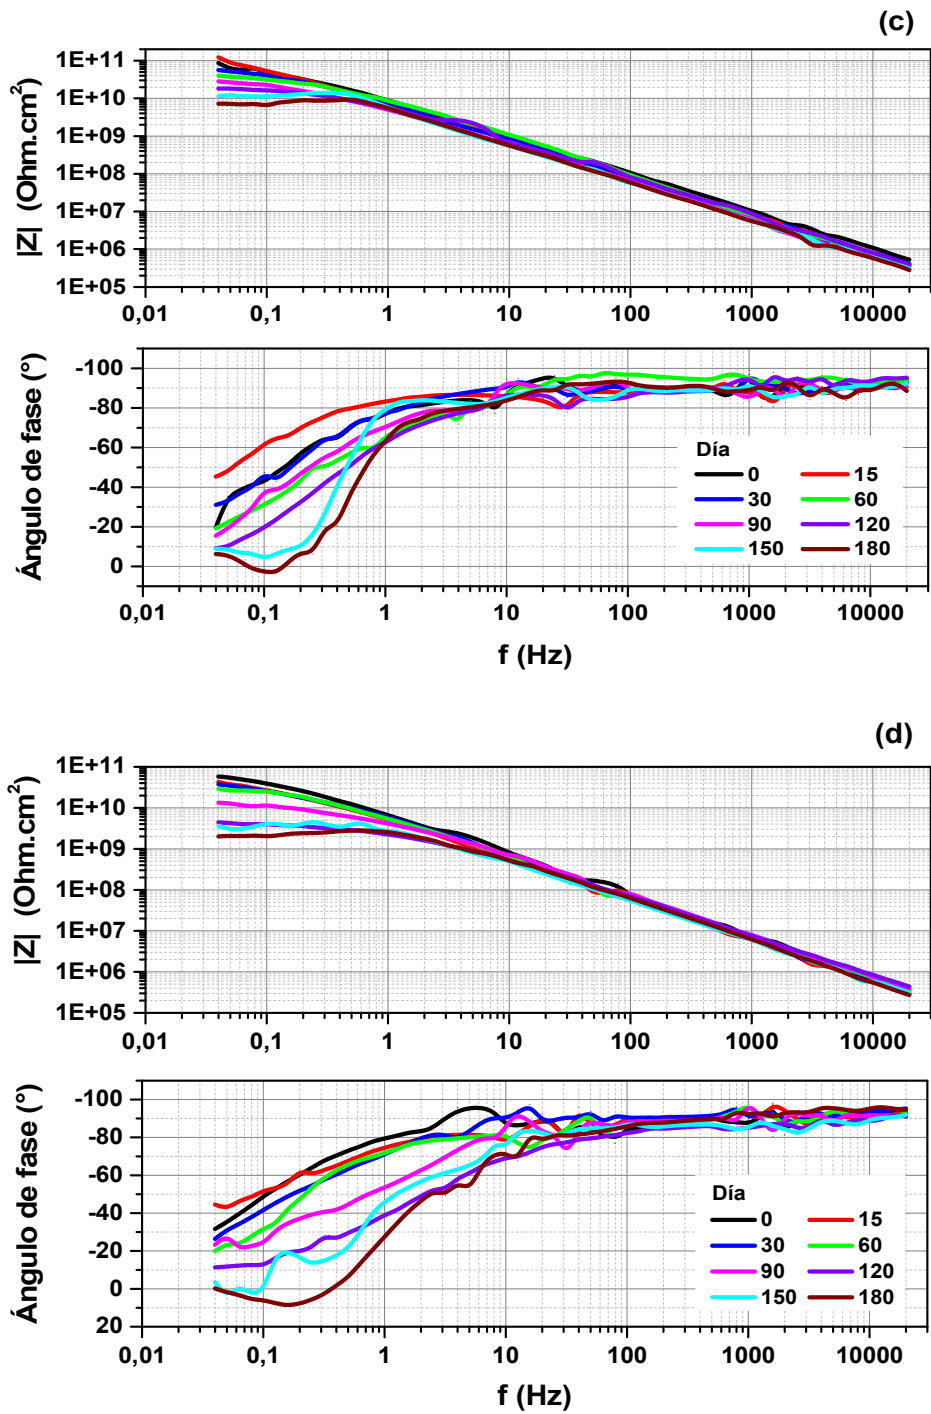 (c)
|Z| (Ohm.cm²)
1E+11
1E+10
1E+09
1E+08
1E+07
1E+06
1E+05
0,01 0,1 1 10 100 1000 10000
Ángulo de fase (°)
-100
-80
-60
-40
-20
0
Día
0 15
30 60
90 120
150 180
0,01 0,1 1 10 100 1000 10000
f (Hz)
(d)
|Z| (Ohm.cm²)
1E+11
1E+10
1E+09
1E+08
1E+07
1E+06
1E+05
0,01 0,1 1 10 100 1000 10000
Ángulo de fase (°)
-100
-80
-60
-40
-20
0
20
Día
0 15
30 60
90 120
150 180
0,01 0,1 1 10 100 1000 10000
f (Hz)